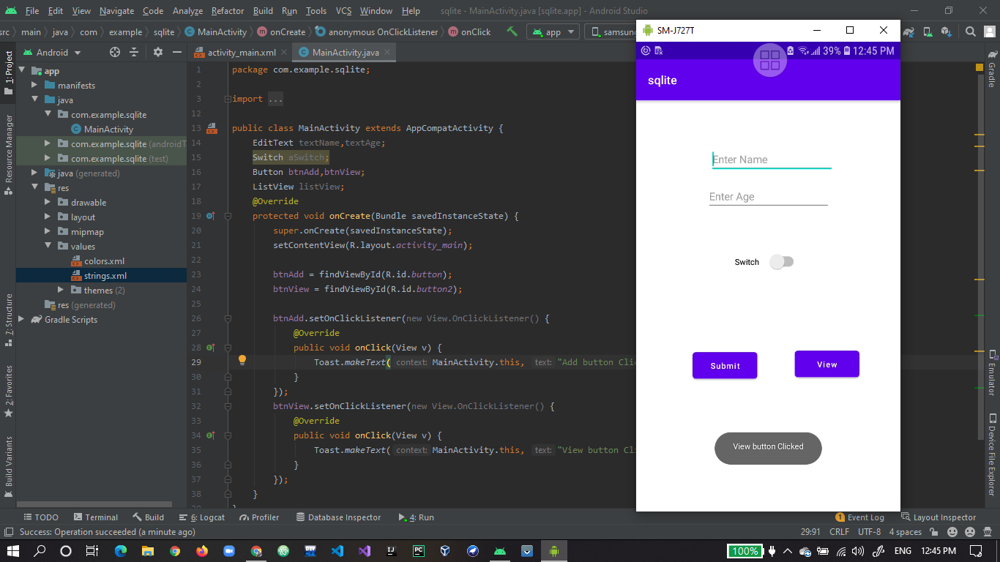 File Edit View Navigate Code Analyze Refactor Build Run Tools VCS Window Help sqlite - MainActivity.java [sqlite.app] - Android Studio
src main java com example sqlite MainActivity onCreate anonymous OnClickListener onClick app samsung
Android
activity_main.xml MainActivity.java
1: Project
Resource Manager
7: Structure
2: Favorites
Build Variants
app
manifests
java
com.example.sqlite
MainActivity
com.example.sqlite (androidT
com.example.sqlite (test)
java (generated)
res
drawable
layout
mipmap
values
colors.xml
strings.xml
themes (2)
res (generated)
Gradle Scripts
1 package com.example.sqlite;
2
3 import ...
12
13 public class MainActivity extends AppCompatActivity {
14 EditText textName,textAge;
15 Switch aSwitch;
16 Button btnAdd,btnView;
17 ListView listView;
18 @Override
19 protected void onCreate(Bundle savedInstanceState) {
20 super.onCreate(savedInstanceState);
21 setContentView(R.layout.activity_main);
22
23 btnAdd = findViewById(R.id.button);
24 btnView = findViewById(R.id.button2);
25
26 btnAdd.setOnClickListener(new View.OnClickListener() {
27 @Override
28 public void onClick(View v) {
29 Toast.makeText( context: MainActivity.this, text: "Add button Clic
30 }
31 });
32 btnView.setOnClickListener(new View.OnClickListener() {
33 @Override
34 public void onClick(View v) {
35 Toast.makeText( context: MainActivity.this, text: "View button Cli
36 }
37 });
38 }
SM-J727T
39% 12:45 PM
sqlite
Enter Name
Enter Age
Switch
Submit View
View button Clicked
Gradle
Emulator
Device File Explorer
TODO Terminal Build 6: Logcat Profiler Database Inspector 4: Run 1 Event Log Layout Inspector
Success: Operation succeeded (a minute ago) 29:91 CRLF UTF-8 4 spaces
100% ENG 12:45 PM